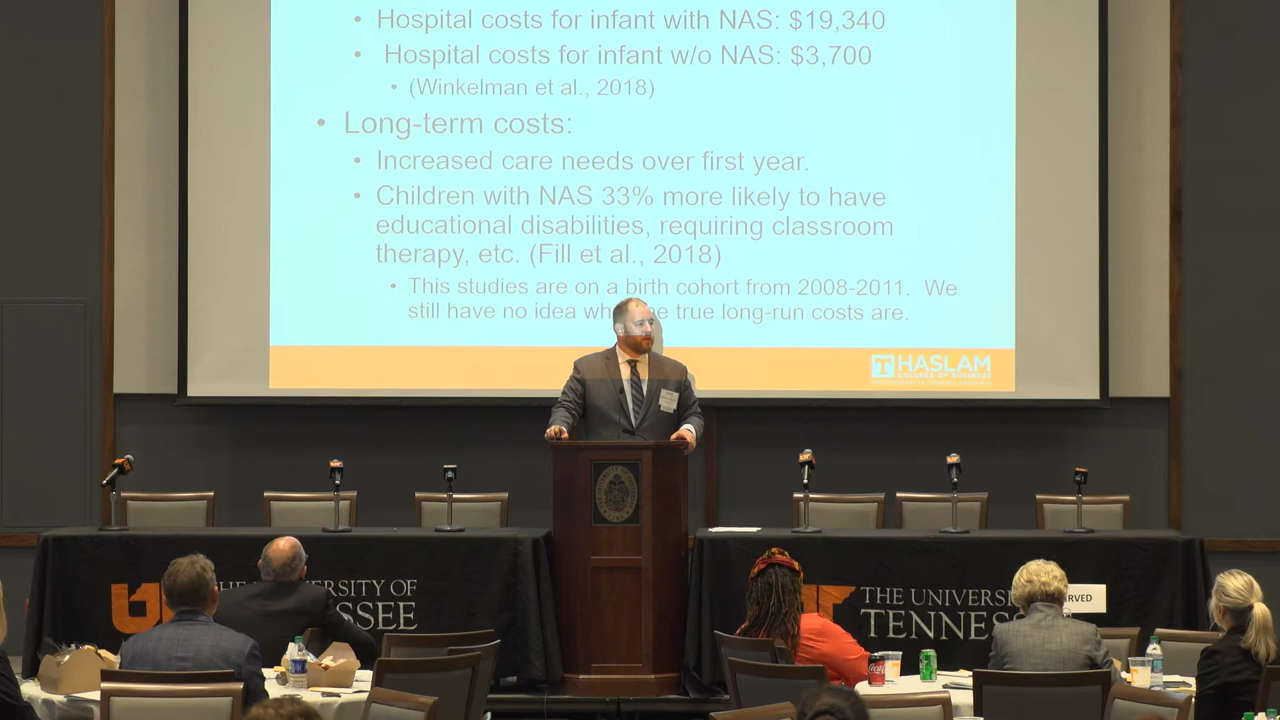 • Hospital costs for infant with NAS: $19,340
• Hospital costs for infant w/o NAS: $3,700
• (Winkelman et al., 2018)
• Long-term costs:
• Increased care needs over first year.
• Children with NAS 33% more likely to have
educational disabilities, requiring classroom
therapy, etc. (Fill et al., 2018)
• This studies are on a birth cohort from 2008-2011. We
still have no idea true long-run costs are.
T HASLAM
COLLEGE OF BUSINESS
THE UNIVERSITY OF
ESSEE
THE UNIVERSI
TENNESS
RVED